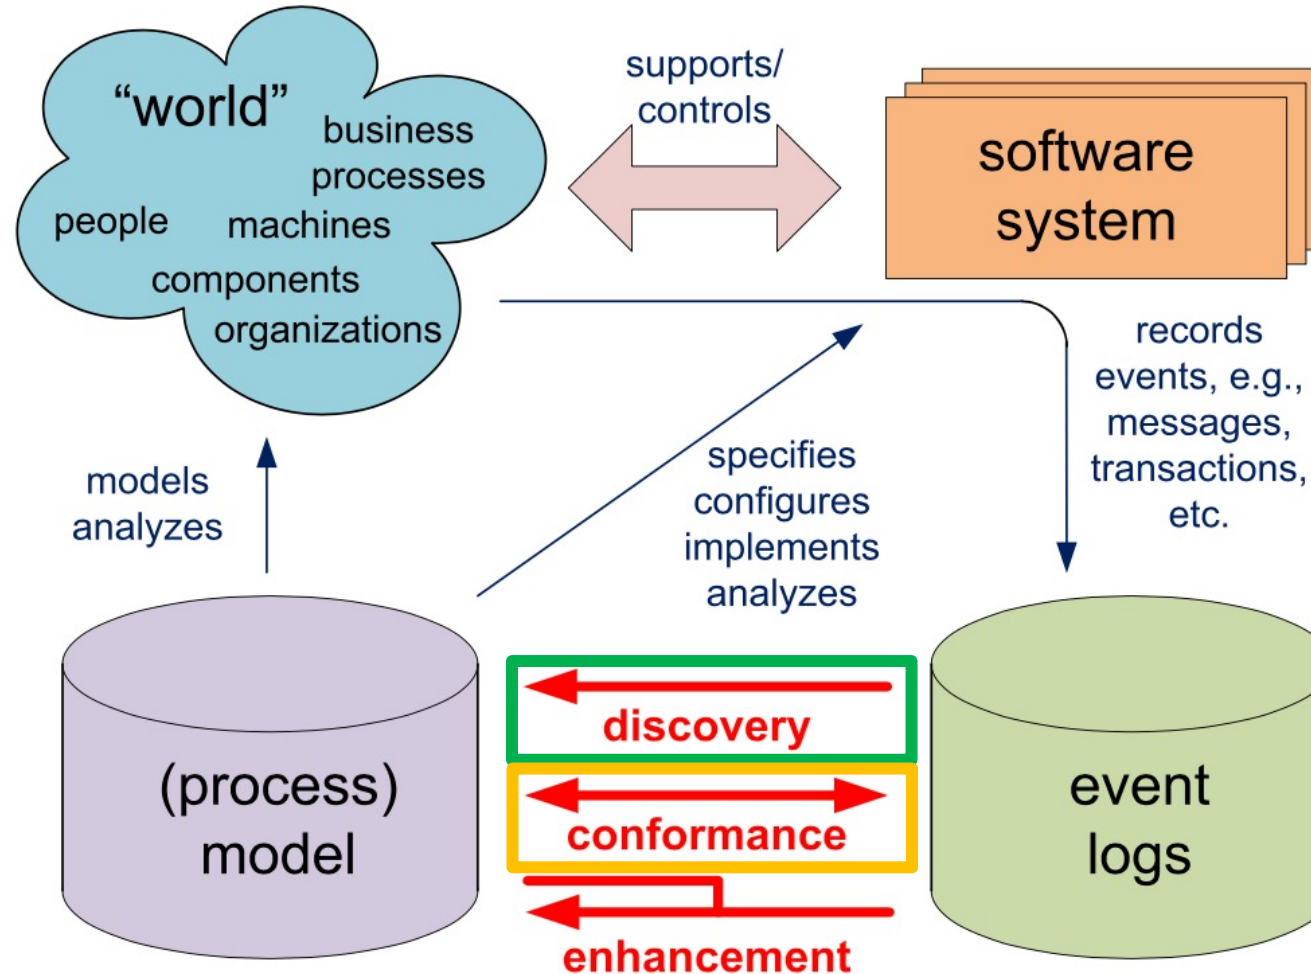 “world”
business
processes
people
machines
components
organizations
supports/
controls
software
system
records
events, e.g.,
messages,
transactions,
etc.
models
analyzes
specifies
configures
implements
analyzes
(process)
model
discovery
conformance
enhancement
event
logs